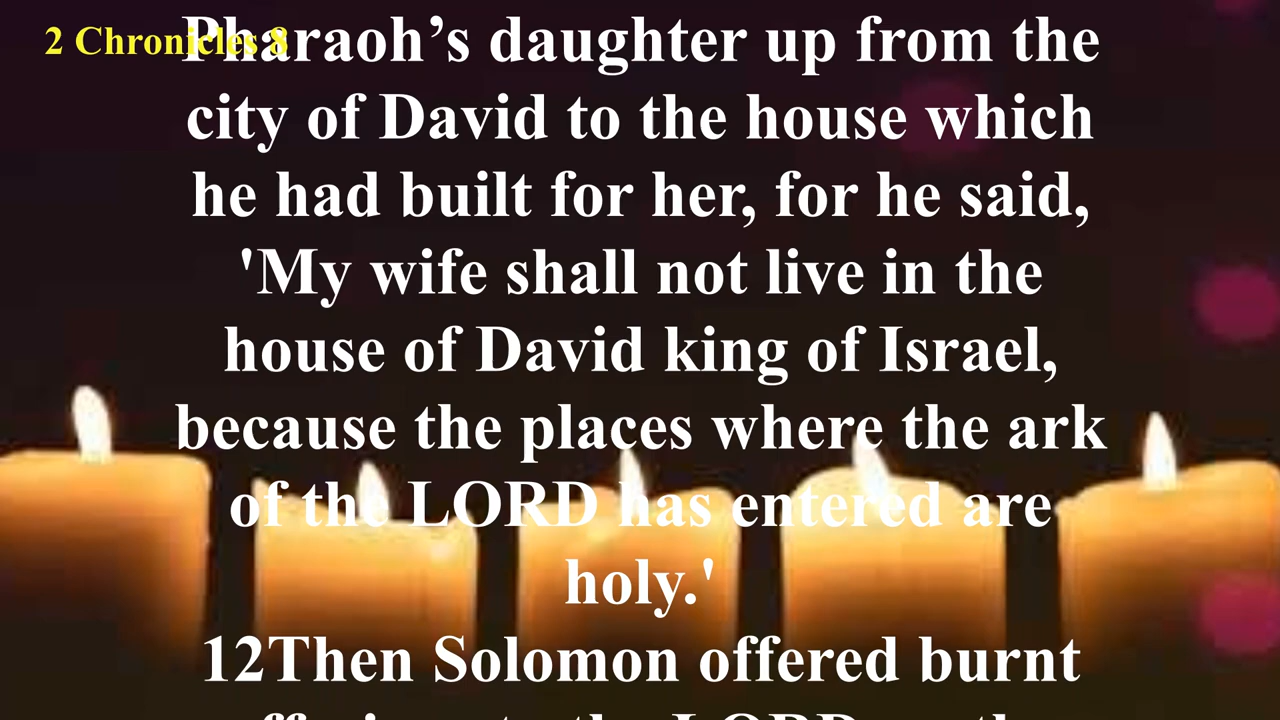 2 Chronicles 8
Pharaoh’s daughter up from the
city of David to the house which
he had built for her, for he said,
'My wife shall not live in the
house of David king of Israel,
because the places where the ark
of the LORD has entered are
holy.'
12Then Solomon offered burnt